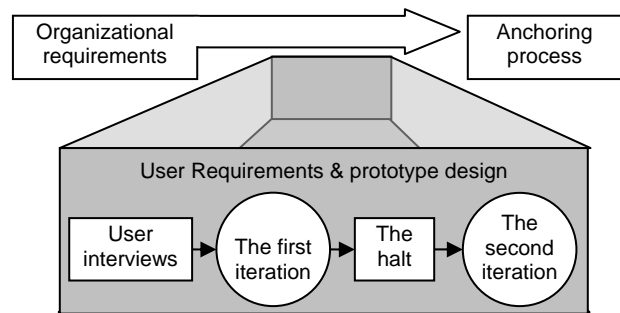 Organizational
requirements
Anchoring
process
User Requirements & prototype design
User
interviews
The first
iteration
The
halt
The
second
iteration